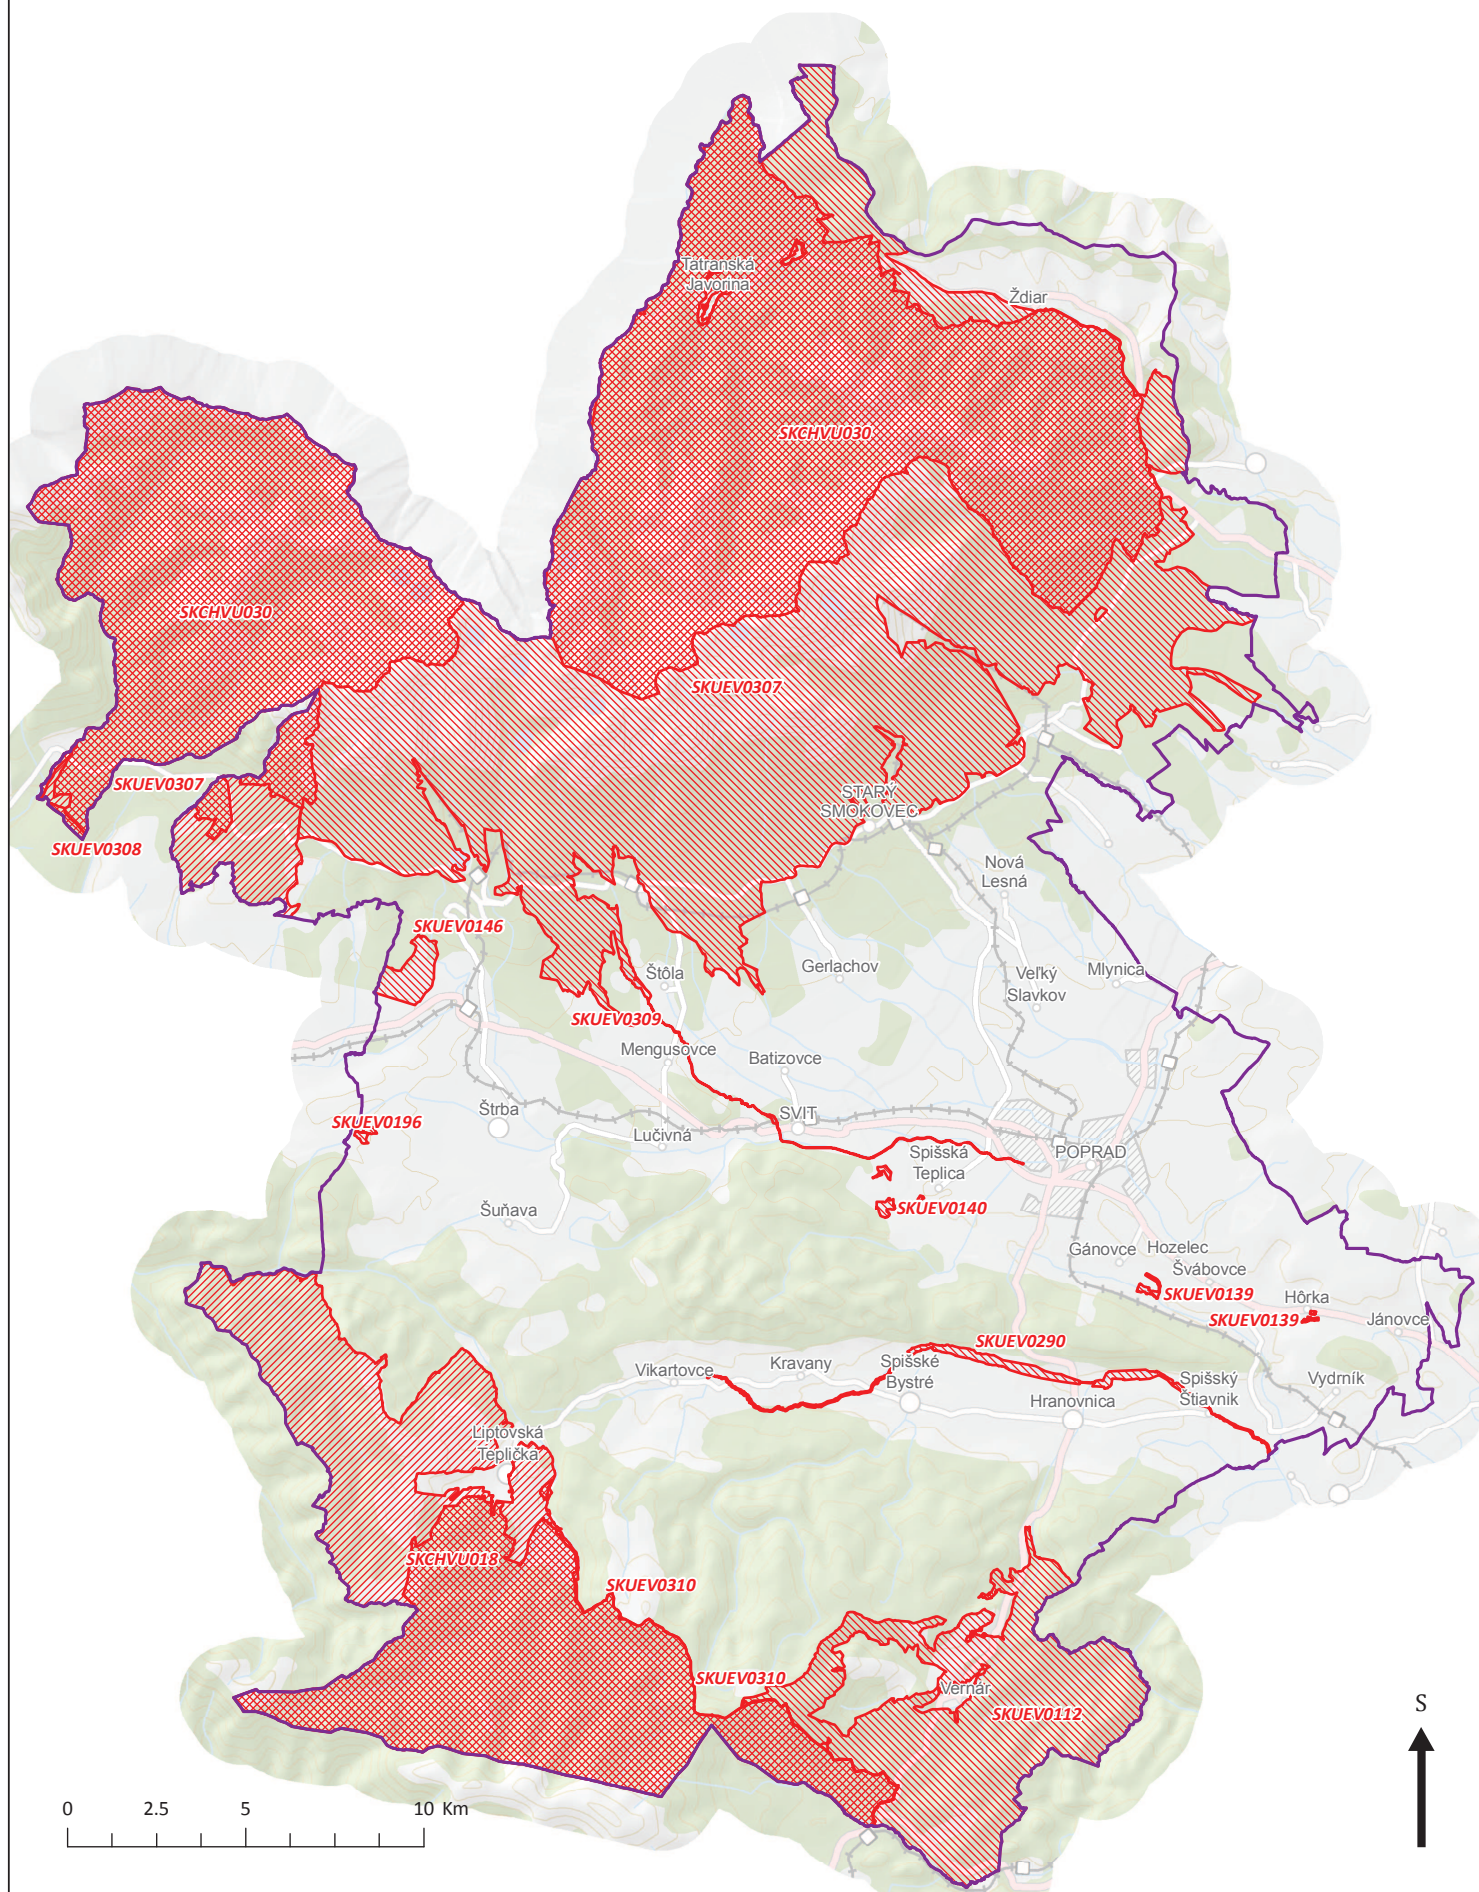 Tatranská
Javorina
Ždiar
SKCHVU030
SKCHVU030
SKUEV0307
SKUEV0307
STARÝ
SMOKOVEC
SKUEV0308
Nová
Lesná
SKUEV0146
Štôla
Gerlachov
Veľký
Slavkov
Mlynica
SKUEV0309
Mengusovce
Batizovce
Štrba
SVIT
SKUEV0196
Lučivná
Spišská
Teplica
POPRAD
Šuňava
SKUEV0140
Gánovce
Hozelec
Švábovce
SKUEV0139
Hôrka
SKUEV0139
Jánovce
SKUEV0290
Vikartovce
Kravany
Spišské
Bystré
Spišský
Štiavnik
Vydrník
Hranovnica
Liptovská
Teplička
SKCHVU018
SKUEV0310
SKUEV0310
Vernár
SKUEV0112
S
0 2.5 5 10 Km